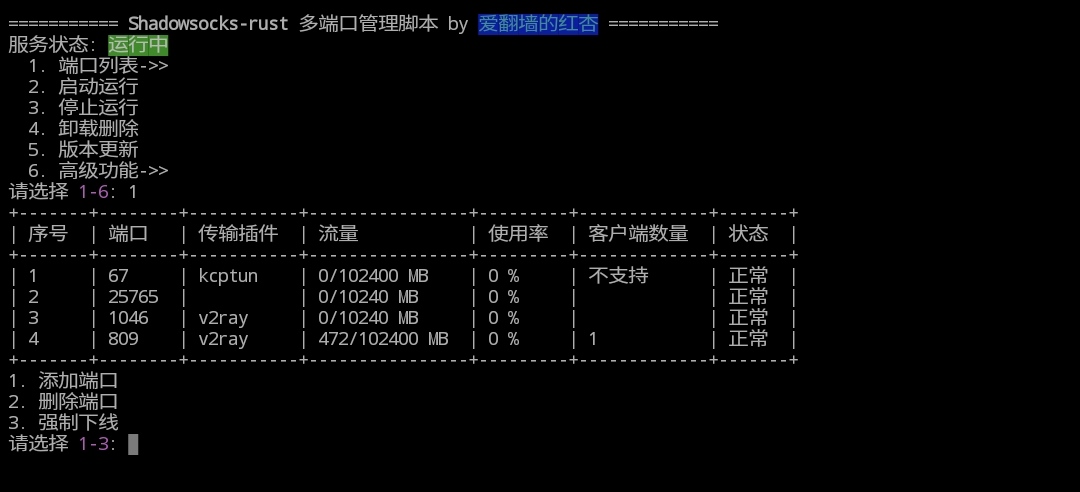 =========== Shadowsocks-rust 多端口管理脚本 by 爱翻墙的红杏 ===========
服务状态: 运行中
  1. 端口列表->>
  2. 启动运行
  3. 停止运行
  4. 卸载删除
  5. 版本更新
  6. 高级功能->>
请选择 1-6: 1
+-------+--------+-----------+----------------+---------+-------------+-------+
| 序号  | 端口   | 传输插件  | 流量           | 使用率  | 客户端数量  | 状态  |
+-------+--------+-----------+----------------+---------+-------------+-------+
| 1     | 67     | kcptun    | 0/102400 MB    | 0 %     | 不支持      | 正常  |
| 2     | 25765  |           | 0/10240 MB     | 0 %     |             | 正常  |
| 3     | 1046   | v2ray     | 0/10240 MB     | 0 %     |             | 正常  |
| 4     | 809    | v2ray     | 472/102400 MB  | 0 %     | 1           | 正常  |
+-------+--------+-----------+----------------+---------+-------------+-------+
1. 添加端口
2. 删除端口
3. 强制下线
请选择 1-3: